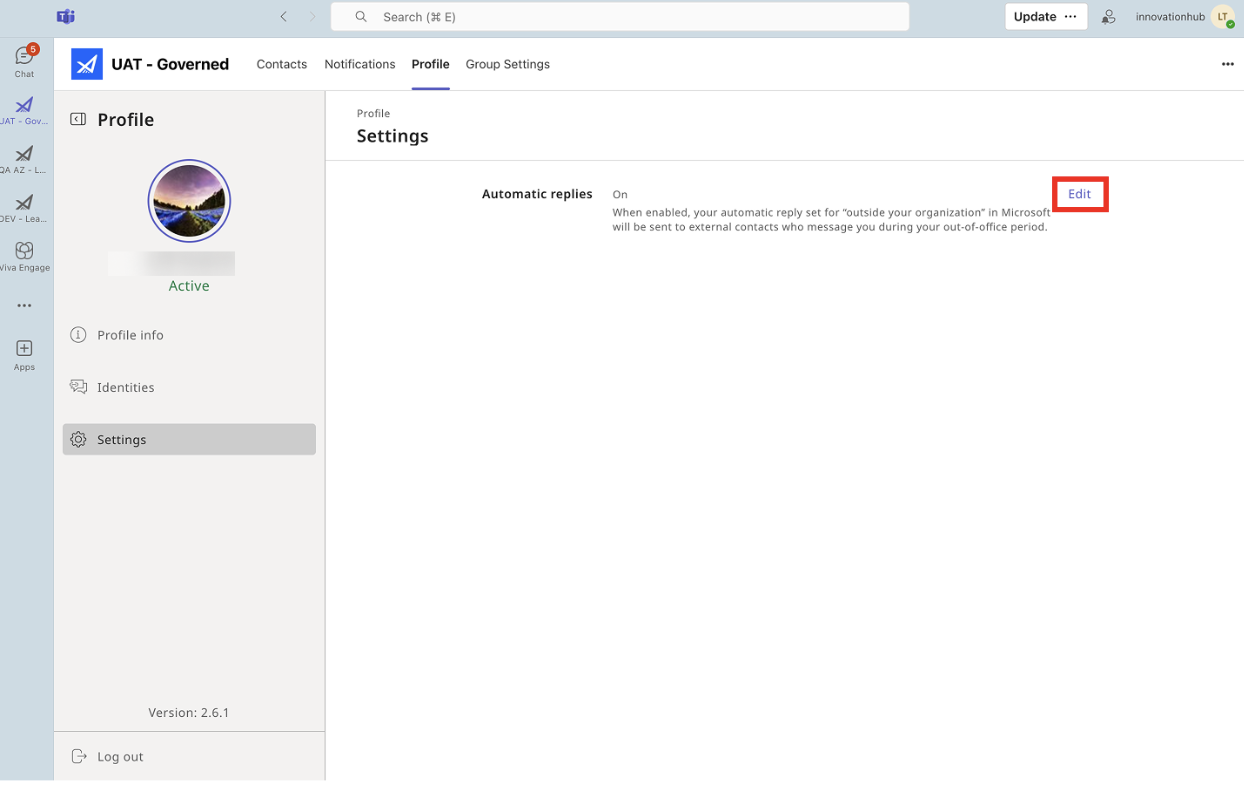 Search (⌘ E)
Update
innovationhub
LT
5
Chat
UAT - Gov...
QA AZ - L...
DEV - Lea...
Viva Engage
Apps
UAT - Governed
Contacts
Notifications
Profile
Group Settings
Profile
Active
Profile info
Identities
Settings
Version: 2.6.1
Log out
Profile
Settings
Automatic replies
On
Edit
When enabled, your automatic reply set for “outside your organization” in Microsoft
will be sent to external contacts who message you during your out-of-office period.